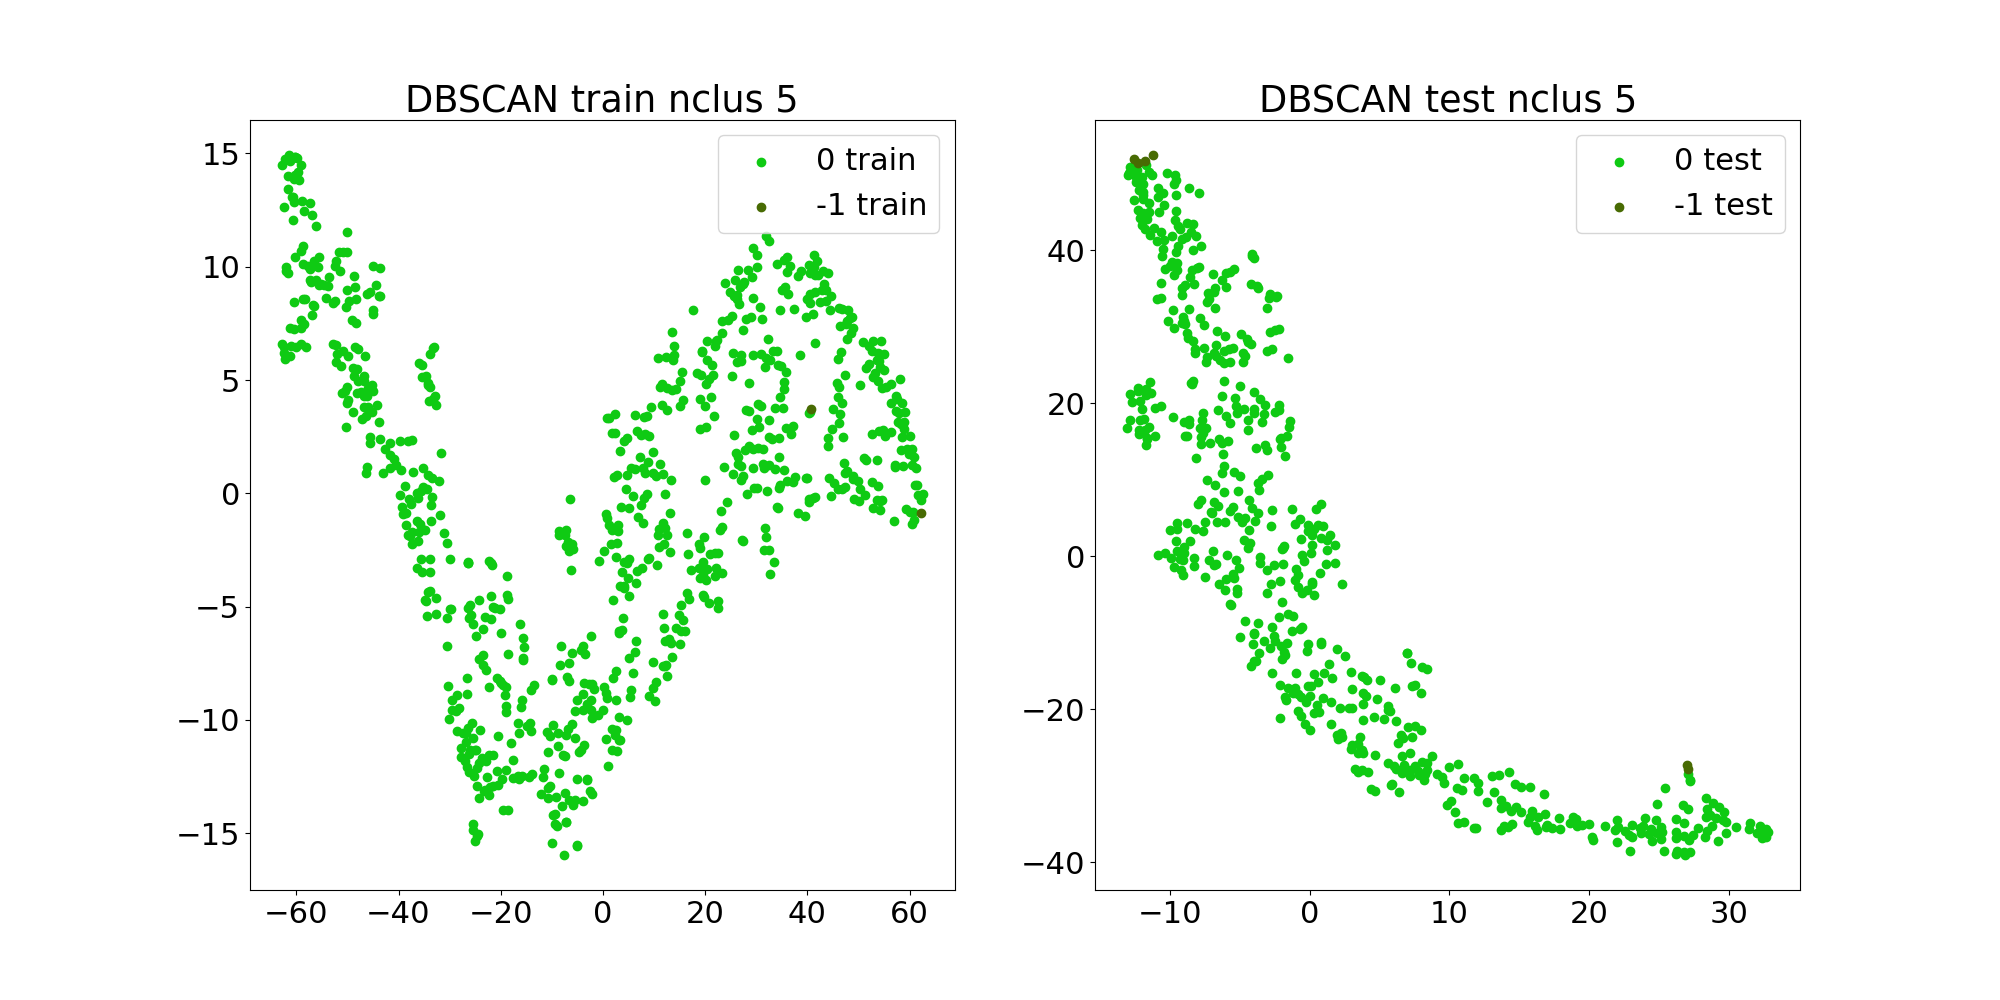 DBSCAN train nclus 5
0 train
-1 train
15
10
5
0
−5
−10
−15
−60 −40 −20 0 20 40 60
DBSCAN test nclus 5
0 test
-1 test
40
20
0
−20
−40
−10 0 10 20 30